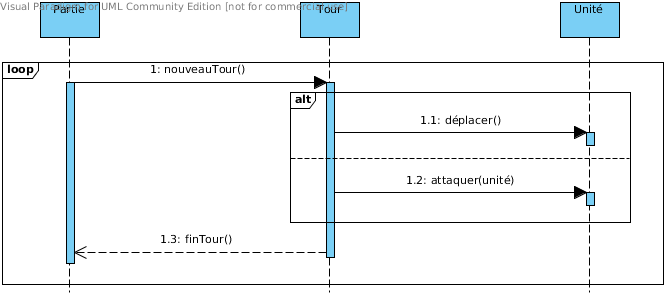 Visual Paradigm for UML Community Edition [not for commercial use]
Partie
Tour
Unité
loop
1: nouveauTour()
alt
1.1: déplacer()
1.2: attaquer(unité)
1.3: finTour()